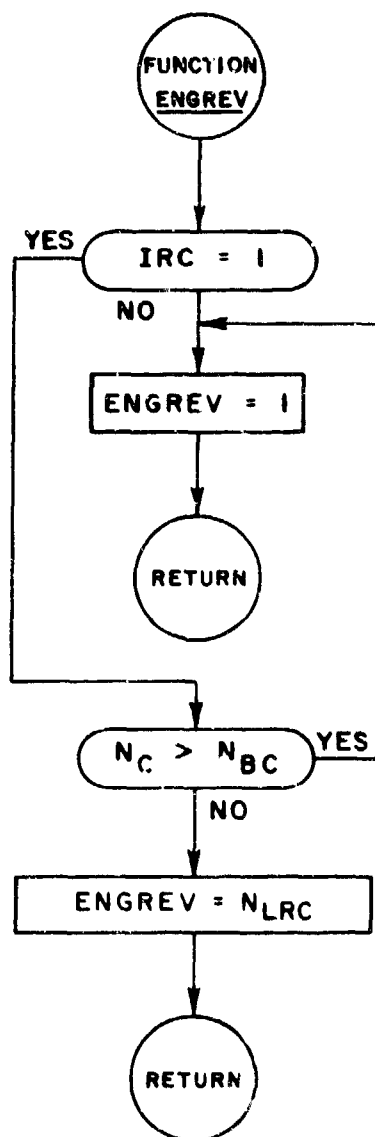 FUNCTION
ENGREV
YES
IRC = 1
NO
ENGREV = 1
RETURN
N_C > N_BC
YES
NO
ENGREV = N_LRC
RETURN